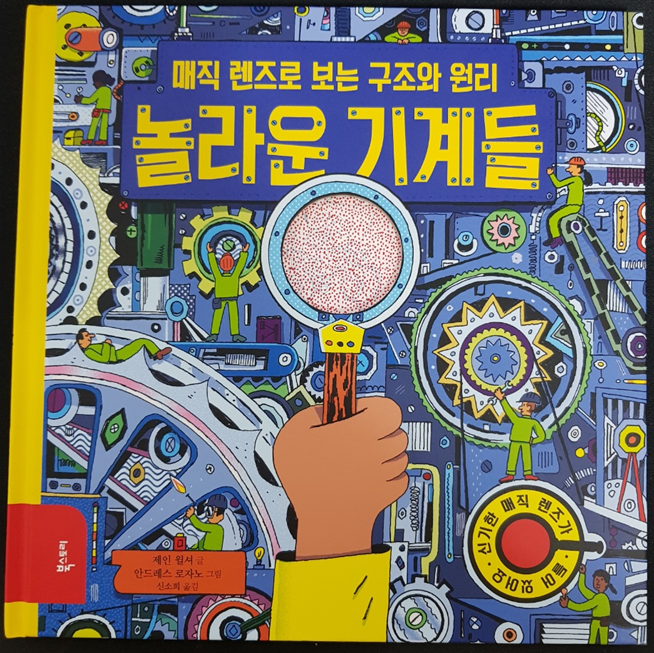 매직 렌즈로 보는 구조와 원리
놀라운 기계들
신기한 매직 렌즈가
들어 있어요
제인 윌셔 글
안드레스 로자노 그림
신소희 옮김
북스토리